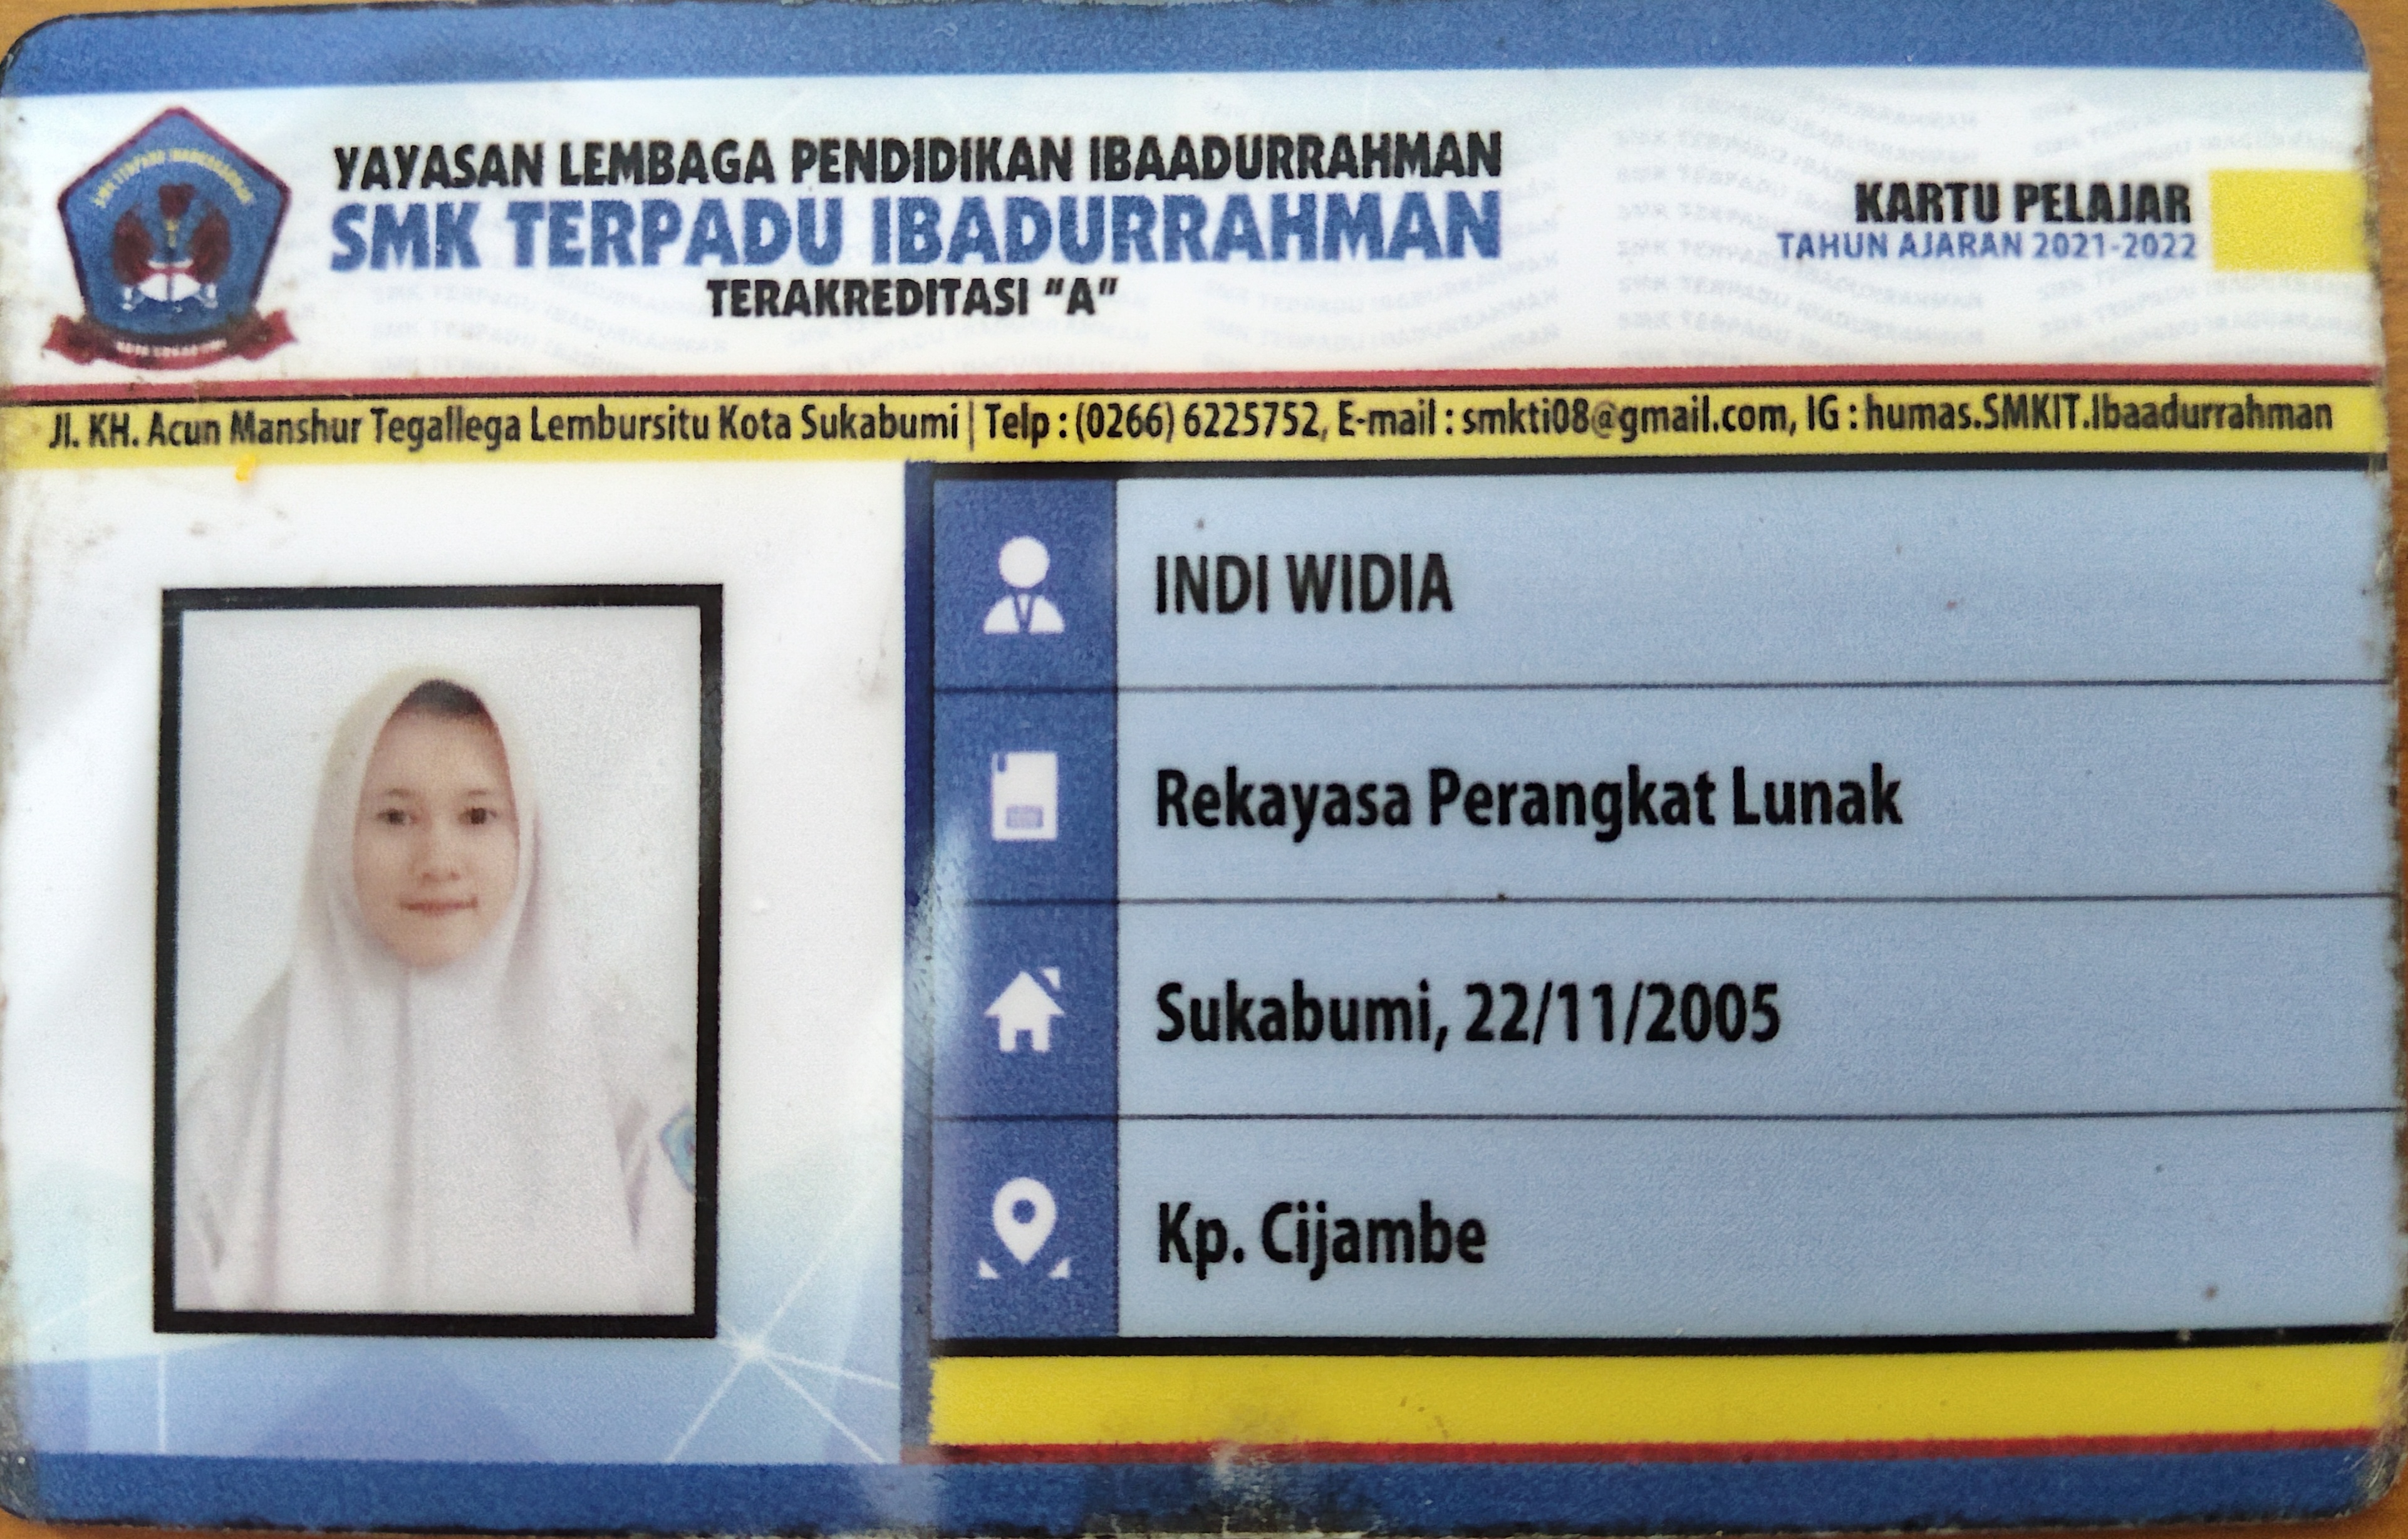 YAYASAN LEMBAGA PENDIDIKAN IBAADURRAHMAN
SMK TERPADU IBADURRAHMAN
TERAKREDITASI "A"
KARTU PELAJAR
TAHUN AJARAN 2021-2022
Jl. KH. Acun Manshur Tegallega Lembursitu Kota Sukabumi | Telp : (0266) 6225752, E-mail : smkti08@gmail.com, IG : humas.SMKIT.Ibaadurrahman
INDI WIDIA
Rekayasa Perangkat Lunak
Sukabumi, 22/11/2005
Kp. Cijambe